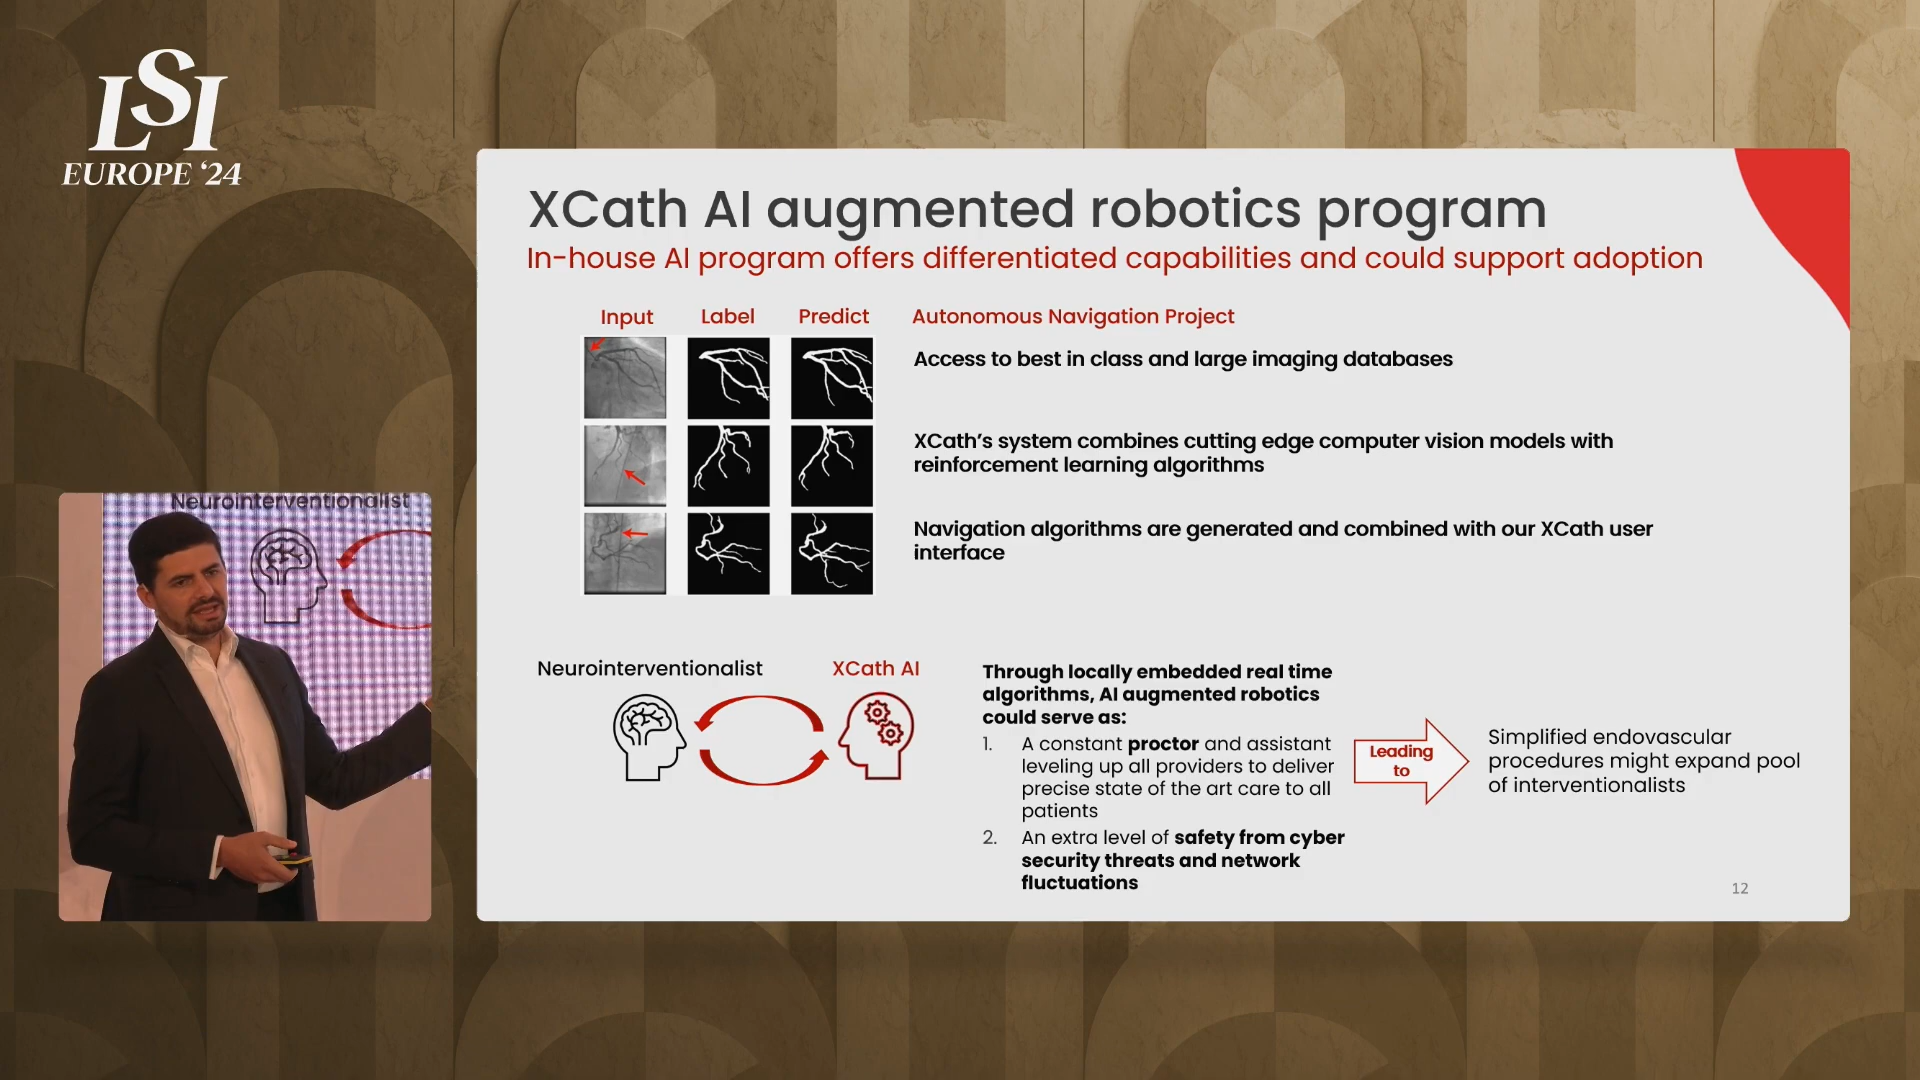 LSI
EUROPE '24
XCath AI augmented robotics program
In-house AI program offers differentiated capabilities and could support adoption
Input
Label
Predict
Autonomous Navigation Project
Access to best in class and large imaging databases
XCath's system combines cutting edge computer vision models with
reinforcement learning algorithms
Navigation algorithms are generated and combined with our XCath user
interface
Neurointerventionalist
Neurointerventionalist
XCath AI
Through locally embedded real time
algorithms, AI augmented robotics
could serve as:
1. A constant proctor and assistant
leveling up all providers to deliver
precise state of the art care to all
patients
2. An extra level of safety from cyber
security threats and network
fluctuations
Leading
to
Simplified endovascular
procedures might expand pool
of interventionalists
12